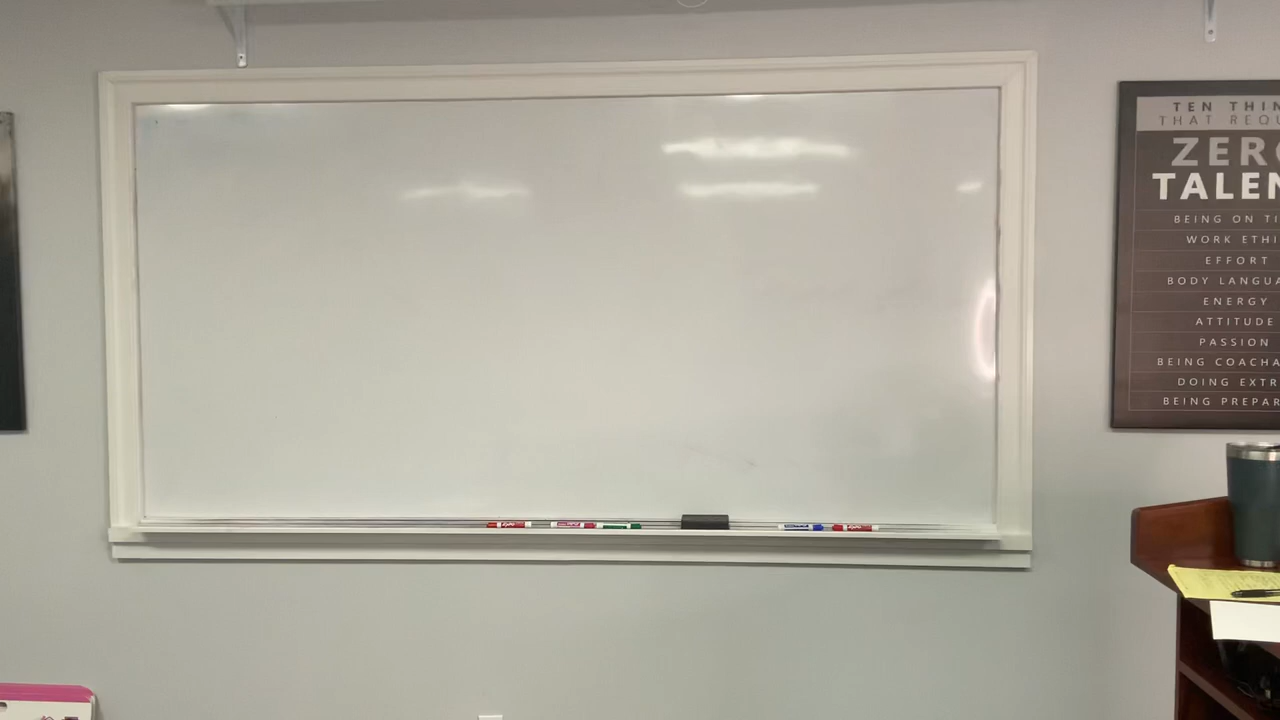 TEN THIN
THAT REQU
ZERO
TALEN
BEING ON TI
WORK ETHI
EFFORT
BODY LANGUA
ENERGY
ATTITUDE
PASSION
BEING COACHA
DOING EXTR
BEING PREPAR